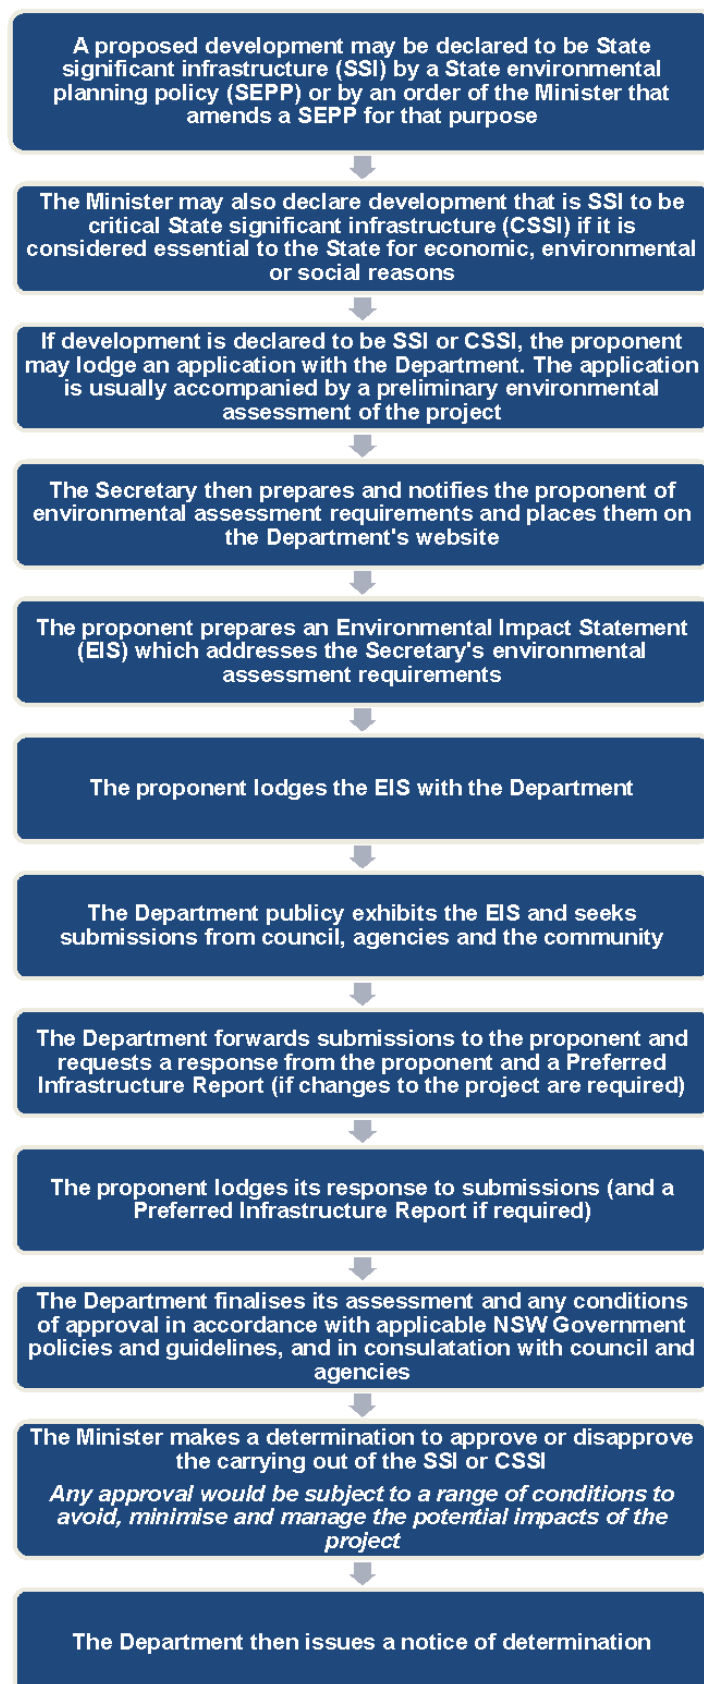 A proposed development may be declared to be State
significant infrastructure (SSI) by a State environmental
planning policy (SEPP) or by an order of the Minister that
amends a SEPP for that purpose
The Minister may also declare development that is SSI to be
critical State significant infrastructure (CSSI) if it is
considered essential to the State for economic, environmental
or social reasons
If development is declared to be SSI or CSSI, the proponent
may lodge an application with the Department. The application
is usually accompanied by a preliminary environmental
assessment of the project
The Secretary then prepares and notifies the proponent of
environmental assessment requirements and places them on
the Department's website
The proponent prepares an Environmental Impact Statement
(EIS) which addresses the Secretary's environmental
assessment requirements
The proponent lodges the EIS with the Department
The Department publicy exhibits the EIS and seeks
submissions from council, agencies and the community
The Department forwards submissions to the proponent and
requests a response from the proponent and a Preferred
Infrastructure Report (if changes to the project are required)
The proponent lodges its response to submissions (and a
Preferred Infrastructure Report if required)
The Department finalises its assessment and any conditions
of approval in accordance with applicable NSW Government
policies and guidelines, and in consulatation with council and
agencies
The Minister makes a determination to approve or disapprove
the carrying out of the SSI or CSSI
Any approval would be subject to a range of conditions to
avoid, minimise and manage the potential impacts of the
project
The Department then issues a notice of determination